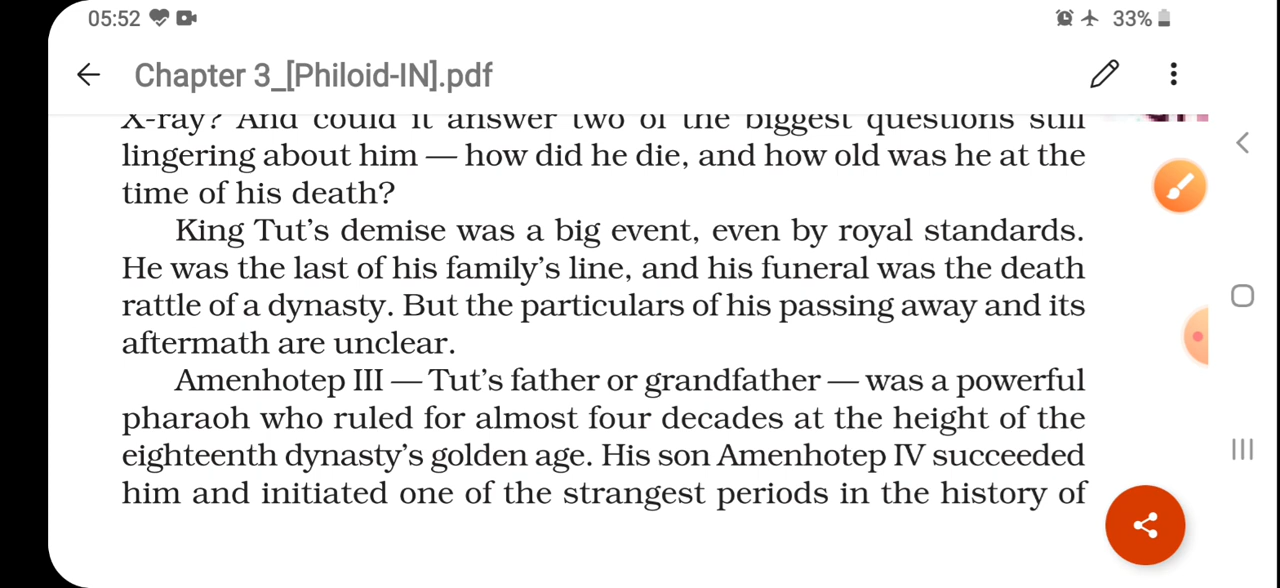 05:52 33%
Chapter 3_[Philoid-IN].pdf
X-ray? And could it answer two of the biggest questions still
lingering about him — how did he die, and how old was he at the
time of his death?
King Tut's demise was a big event, even by royal standards.
He was the last of his family's line, and his funeral was the death
rattle of a dynasty. But the particulars of his passing away and its
aftermath are unclear.
Amenhotep III — Tut's father or grandfather — was a powerful
pharaoh who ruled for almost four decades at the height of the
eighteenth dynasty's golden age. His son Amenhotep IV succeeded
him and initiated one of the strangest periods in the history of